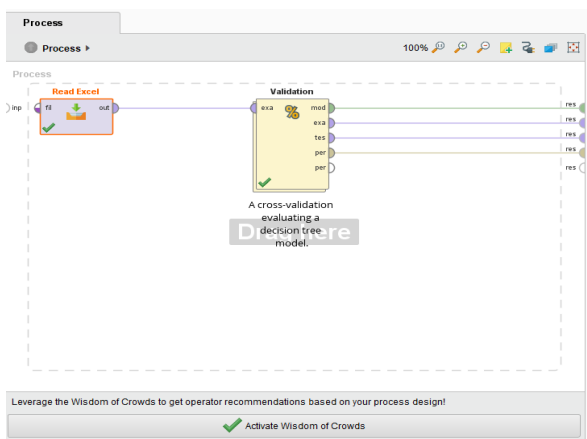 Process
Process
100%
Process
Read Excel
Validation
inp
fil
out
exa
mod
exa
tes
per
per
res
res
res
res
res
A cross-validation
evaluating a
decision tree
model.
Drag here
Leverage the Wisdom of Crowds to get operator recommendations based on your process design!
Activate Wisdom of Crowds